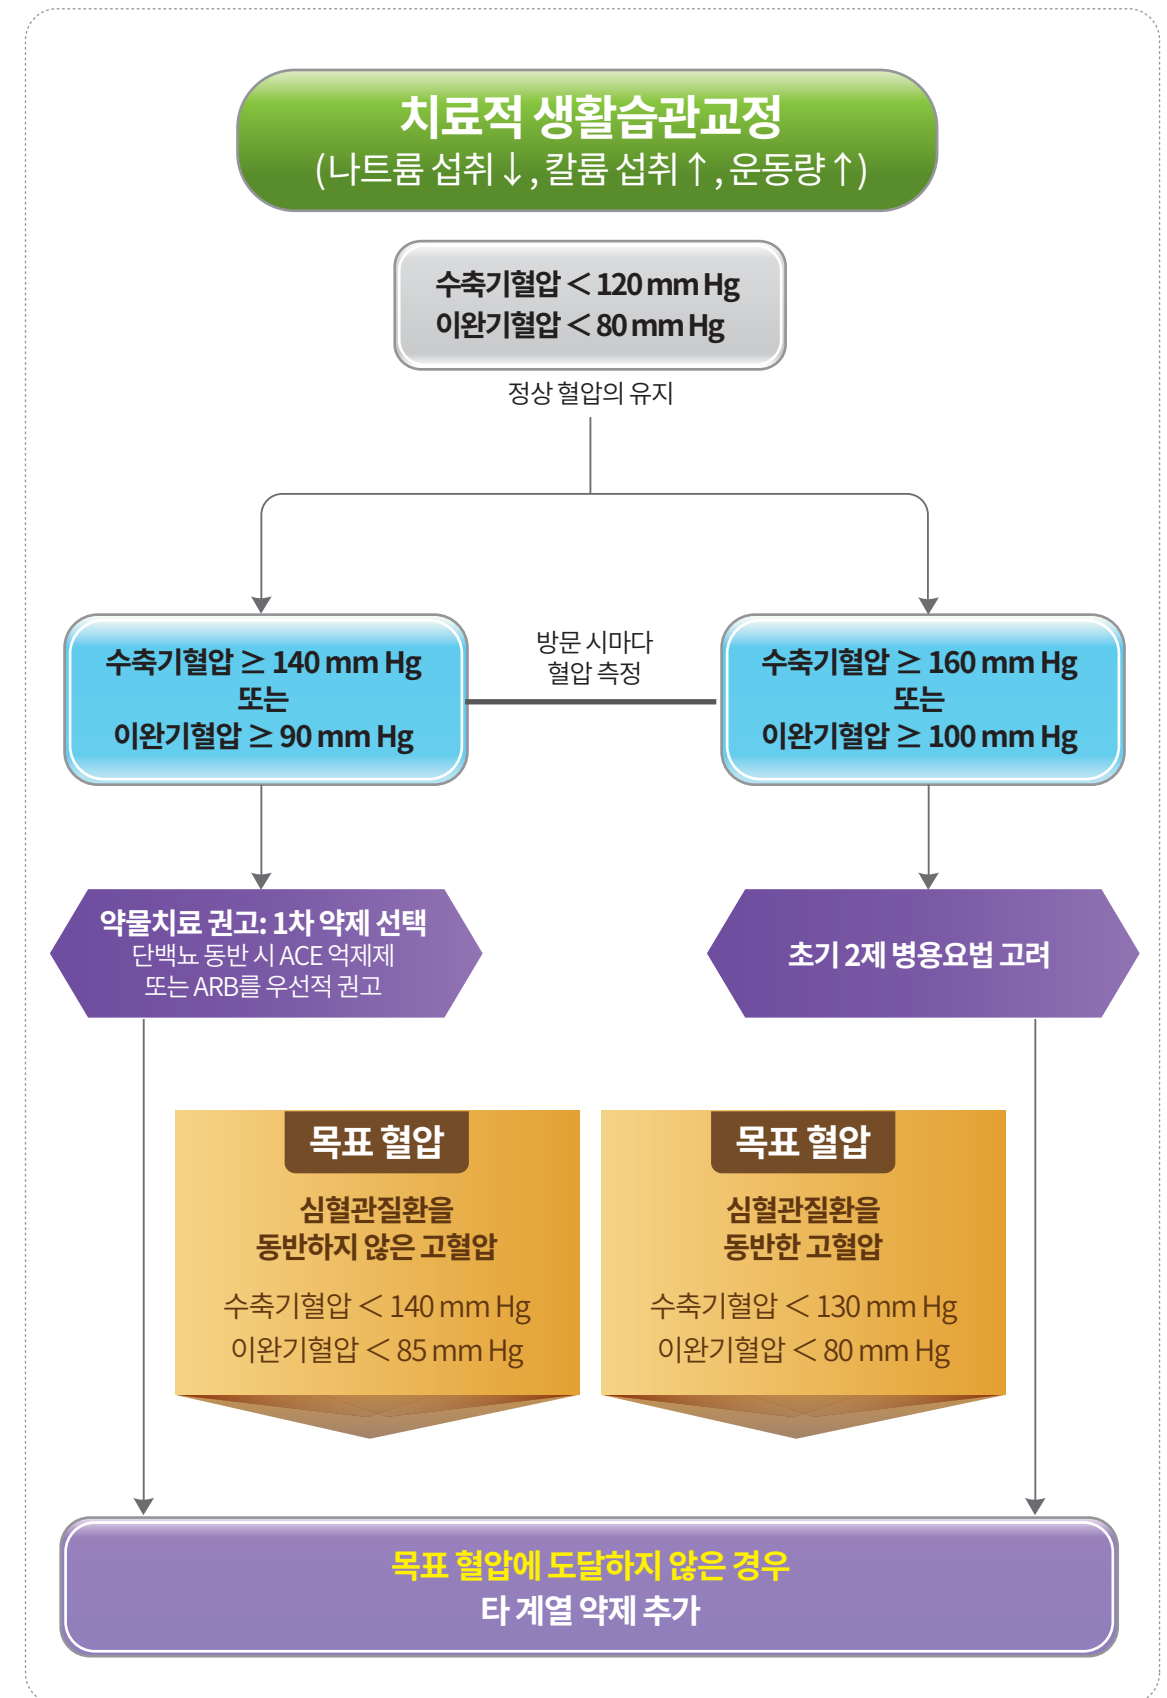 치료적 생활습관교정
(나트륨 섭취↓, 칼륨 섭취↑, 운동량↑)
수축기혈압 < 120 mm Hg
이완기혈압 < 80 mm Hg
정상 혈압의 유지
수축기혈압 ≥ 140 mm Hg
또는
이완기혈압 ≥ 90 mm Hg
방문 시마다
혈압 측정
수축기혈압 ≥ 160 mm Hg
또는
이완기혈압 ≥ 100 mm Hg
약물치료 권고: 1차 약제 선택
단백뇨 동반 시 ACE 억제제
또는 ARB를 우선적 권고
초기 2제 병용요법 고려
목표 혈압
심혈관질환을
동반하지 않은 고혈압
수축기혈압 < 140 mm Hg
이완기혈압 < 85 mm Hg
목표 혈압
심혈관질환을
동반한 고혈압
수축기혈압 < 130 mm Hg
이완기혈압 < 80 mm Hg
목표 혈압에 도달하지 않은 경우
타 계열 약제 추가